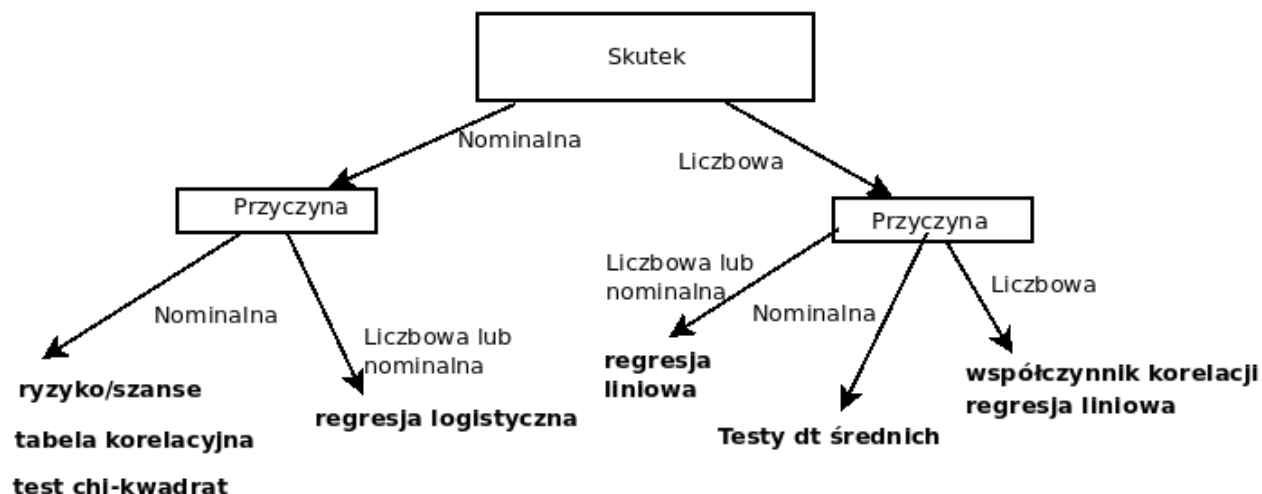 Skutek
Nominalna
Liczbowa
Przyczyna
Przyczyna
Nominalna
Liczbowa lub
nominalna
Liczbowa lub
nominalna
Nominalna
Liczbowa
ryzyko/szanse
tabela korelacyjna
test chi-kwadrat
regresja logistyczna
regresja
liniowa
Testy dt średnich
współczynnik korelacji
regresja liniowa